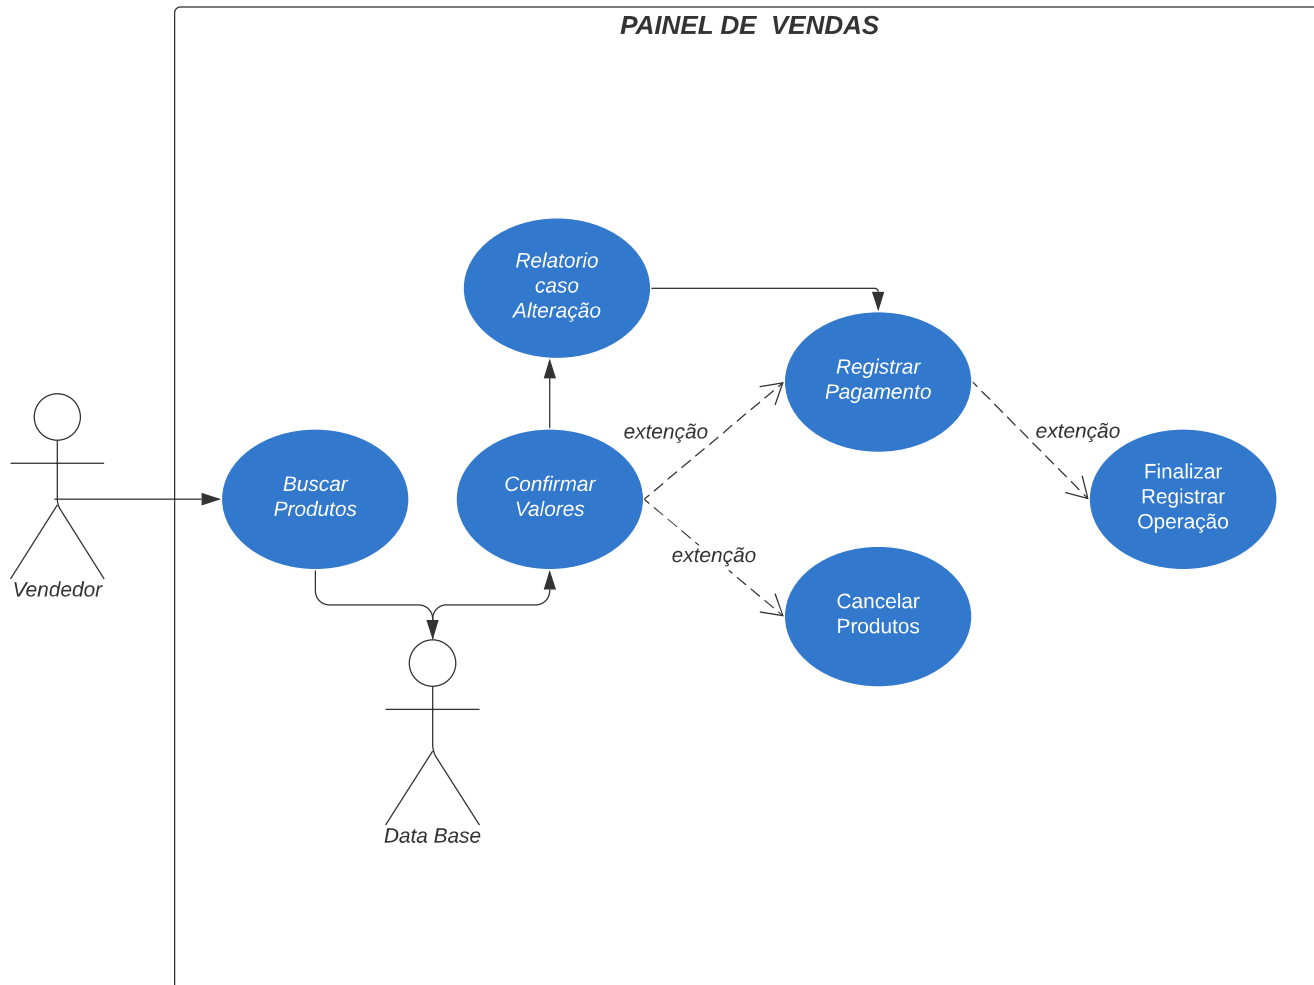 PAINEL DE  VENDAS
Relatorio
caso
Alteração
Registrar
Pagamento
extenção
extenção
Buscar
Produtos
Confirmar
Valores
Finalizar
Registrar
Operação
extenção
Vendedor
Cancelar
Produtos
Data Base